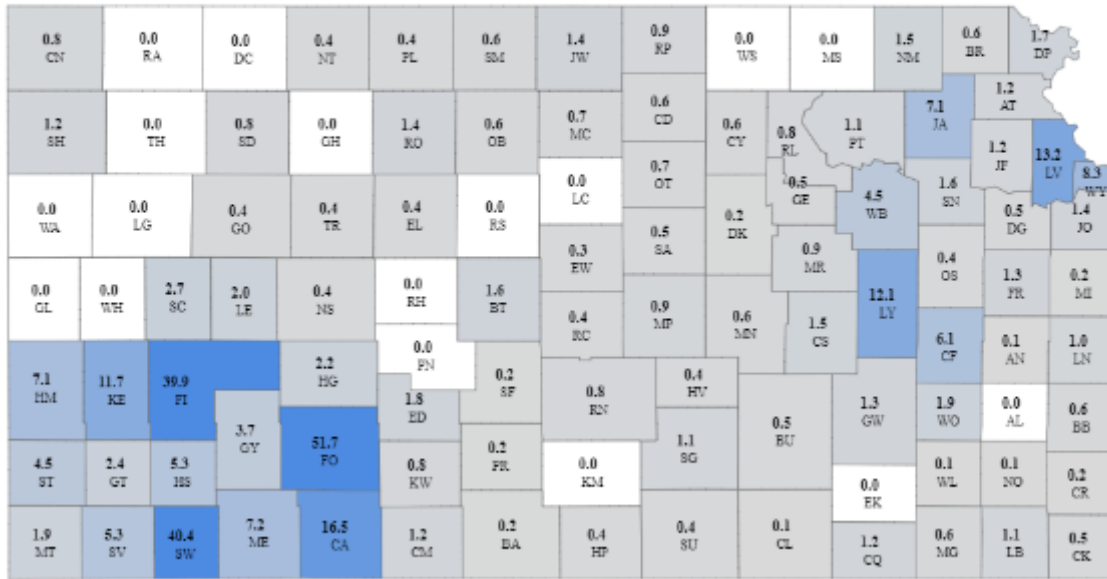 0.8
CN
0.0
RA
0.0
DC
0.4
NT
0.4
PL
0.6
SM
1.4
JW
0.9
RP
0.0
WS
0.0
MS
1.5
NM
0.6
BR
1.7
DP
1.2
SH
0.0
TH
0.8
SD
0.0
GH
1.4
RO
0.6
OB
0.7
MC
0.6
CD
0.6
CY
0.8
RL
1.1
PT
7.1
JA
1.2
AT
1.2
JF
13.2
LV
8.3
WY
0.0
WA
0.0
LG
0.4
GO
0.4
TR
0.4
EL
0.0
RS
0.0
LC
0.7
OT
0.2
DK
0.5
GE
4.5
WB
1.6
SN
0.5
DG
1.4
JO
0.0
GL
0.0
WH
2.7
SC
2.0
LE
0.4
NS
0.0
RH
1.6
BT
0.3
EW
0.5
SA
0.9
MR
12.1
LY
0.4
OS
1.3
FR
0.2
MI
0.4
RC
0.9
MP
0.6
MN
1.5
CS
6.1
CF
0.1
AN
1.0
LN
7.1
HM
11.7
KE
39.9
FI
2.2
HG
0.0
PN
1.8
ED
0.2
SF
0.8
RN
0.4
HV
0.5
BU
1.3
GW
1.9
WO
0.0
AL
0.6
BB
3.7
GY
51.7
FO
1.1
SG
4.5
ST
2.4
GT
5.3
HS
0.8
KW
0.2
PR
0.0
KM
0.0
EK
0.1
WL
0.1
NO
0.2
CR
1.9
MT
5.3
SV
40.4
SW
7.2
ME
16.5
CA
1.2
CM
0.2
BA
0.4
HP
0.4
SU
0.1
CL
1.2
CQ
0.6
MG
1.1
LB
0.5
CK